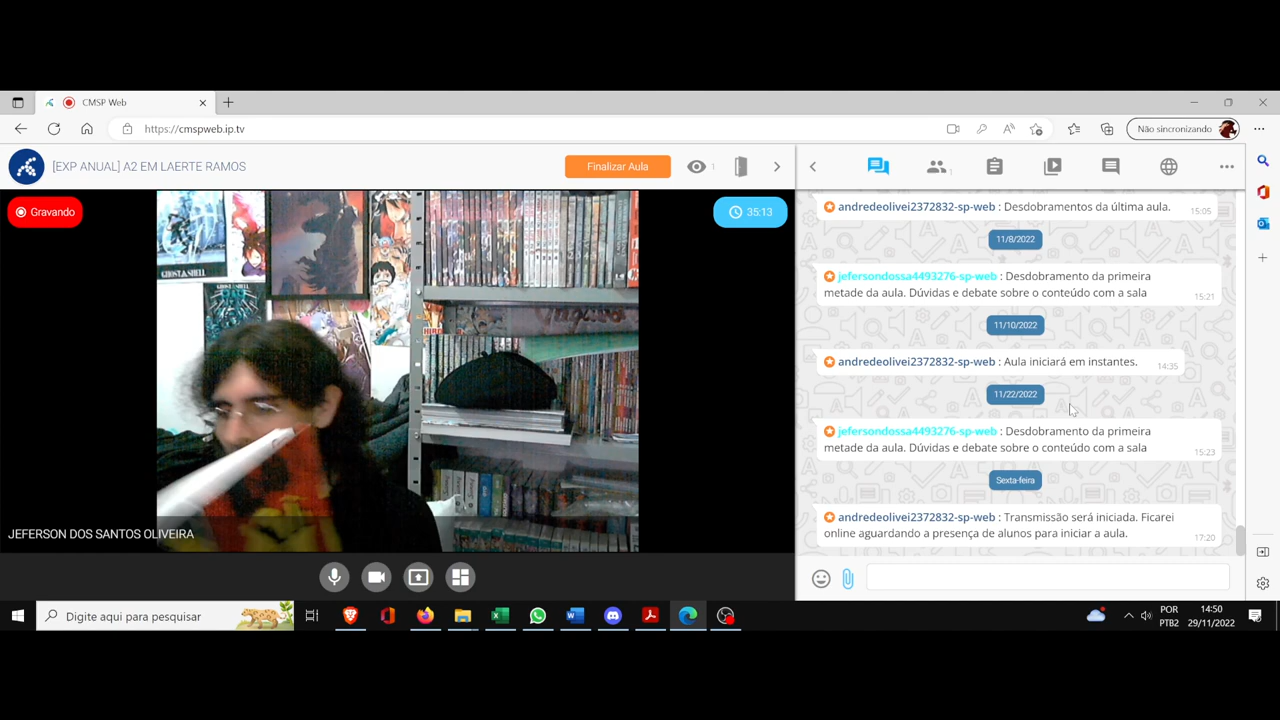 CMSP Web
https://cmspweb.ip.tv
Não sincronizando
[EXP ANUAL] A2 EM LAERTE RAMOS
Finalizar Aula
1
Gravando
35:13
GHOST SHELL
JEFERSON DOS SANTOS OLIVEIRA
1
andredeolivei2372832-sp-web : Desdobramentos da última aula.
15:05
11/8/2022
jefersondossa4493276-sp-web : Desdobramento da primeira
metade da aula. Dúvidas e debate sobre o conteúdo com a sala
15:21
11/10/2022
andredeolivei2372832-sp-web : Aula iniciará em instantes.
14:35
11/22/2022
jefersondossa4493276-sp-web : Desdobramento da primeira
metade da aula. Dúvidas e debate sobre o conteúdo com a sala
15:23
Sexta-feira
andredeolivei2372832-sp-web : Transmissão será iniciada. Ficarei
online aguardando a presença de alunos para iniciar a aula.
17:20
Digite aqui para pesquisar
POR
PTB2
14:50
29/11/2022